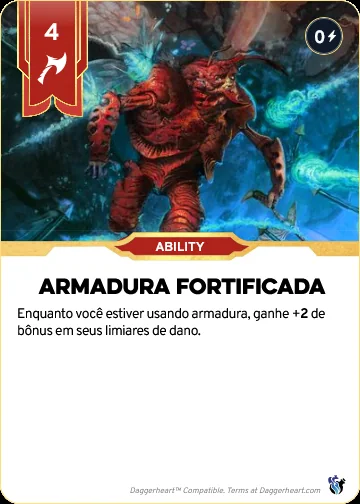 4
0
ABILITY
ARMADURA FORTIFICADA
Enquanto você estiver usando armadura, ganhe +2 de
bônus em seus limiares de dano.
Daggerheart™ Compatible. Terms at Daggerheart.com